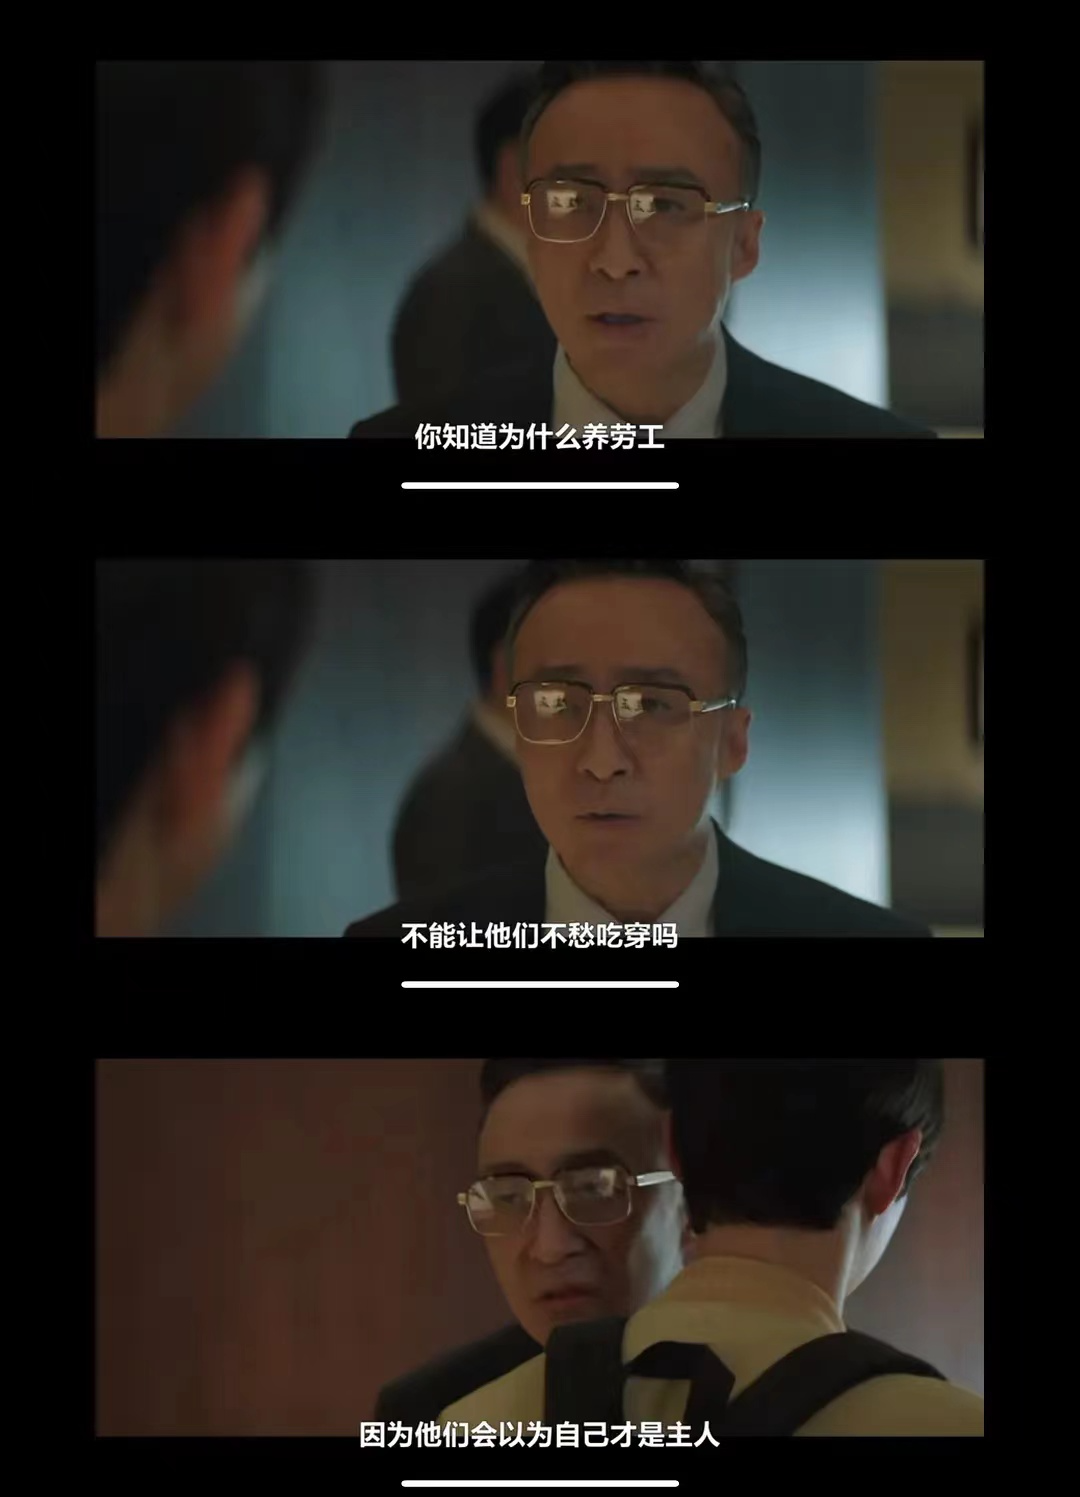 你知道为什么养劳工
不能让他们不愁吃穿吗
因为他们会以为自己才是主人